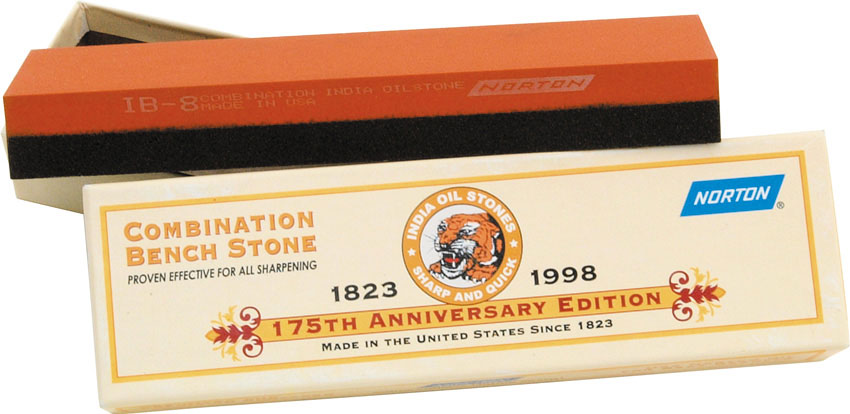 IB-8 COMBINATION INDIA OILSTONE NORTON
MADE IN USA
COMBINATION
BENCH STONE
PROVEN EFFECTIVE FOR ALL SHARPENING
INDIA OIL STONES
SHARP AND QUICK
1823 1998
NORTON®
175TH ANNIVERSARY EDITION
MADE IN THE UNITED STATES SINCE 1823